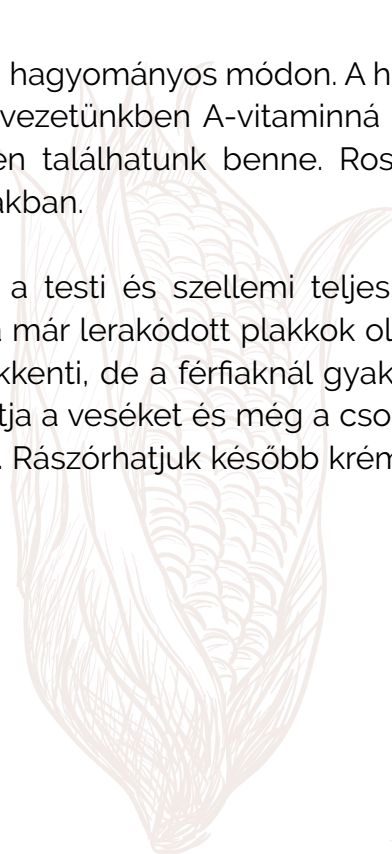 hagyományos módon. A h
vezetünkben A-vitaminná
en találhatunk benne. Ros
akban.
a testi és szellemi teljes
a már lerakódott plakkok ol
kkenti, de a férfiaknál gyak
tja a veséket és még a cso
. Rászórhatjuk később krém